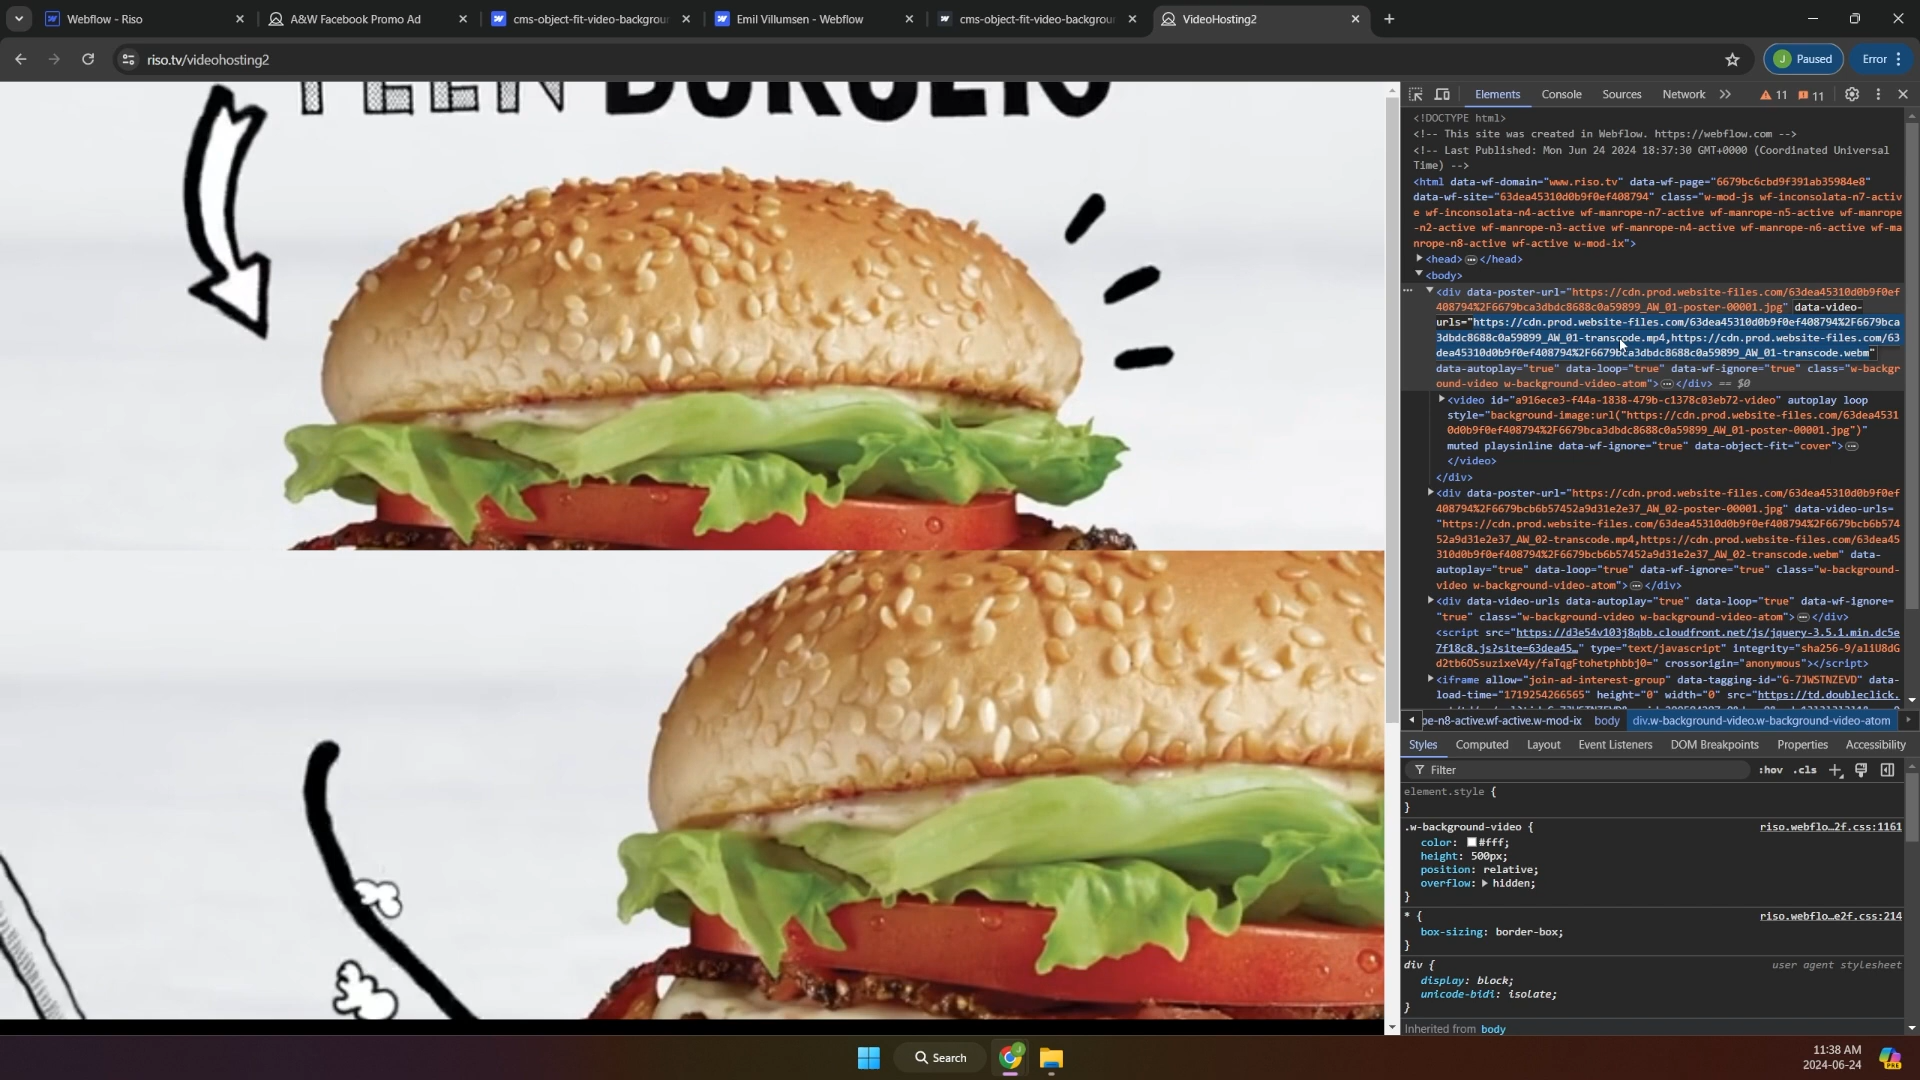 Webflow - Riso
A&W Facebook Promo Ad
cms-object-fit-video-backgroun
Emil Villumsen - Webflow
cms-object-fit-video-backgroun
VideoHosting2
riso.tv/videohosting2
J Paused
Error
TEEN BURGERS
Elements Console Sources Network 11 11
<!DOCTYPE html>
<!-- This site was created in Webflow. https://webflow.com -->
<!-- Last Published: Mon Jun 24 2024 18:37:30 GMT+0000 (Coordinated Universal
Time) -->
<html data-wf-domain="www.riso.tv" data-wf-page="6679bc6cbd9f391ab35984e8"
data-wf-site="63dea45310d0b9f0ef408794" class="w-mod-js wf-inconsolata-n7-activ
e wf-inconsolata-n4-active wf-manrope-n7-active wf-manrope-n5-active wf-manrope
-n2-active wf-manrope-n3-active wf-manrope-n4-active wf-manrope-n6-active wf-ma
nrope-n8-active wf-active w-mod-ix">
<head> </head>
<body>
<div data-poster-url="https://cdn.prod.website-files.com/63dea45310d0b9f0ef
408794%2F6679bca3dbdc8688c0a59899_AW_01-poster-00001.jpg" data-video-
urls="https://cdn.prod.website-files.com/63dea45310d0b9f0ef408794%2F6679bca
3dbdc8688c0a59899_AW_01-transcode.mp4,https://cdn.prod.website-files.com/63
dea45310d0b9f0ef408794%2F6679bca3dbdc8688c0a59899_AW_01-transcode.webm"
data-autoplay="true" data-loop="true" data-wf-ignore="true" class="w-backgr
ound-video w-background-video-atom"> </div> == $0
<video id="a916ece3-f44a-1838-479b-c1378c03eb72-video" autoplay loop
style="background-image:url("https://cdn.prod.website-files.com/63dea4531
0d0b9f0ef408794%2F6679bca3dbdc8688c0a59899_AW_01-poster-00001.jpg")"
muted playsinline data-wf-ignore="true" data-object-fit="cover">
</video>
</div>
<div data-poster-url="https://cdn.prod.website-files.com/63dea45310d0b9f0ef
408794%2F6679bcb6b57452a9d31e2e37_AW_02-poster-00001.jpg" data-video-urls=
"https://cdn.prod.website-files.com/63dea45310d0b9f0ef408794%2F6679bcb6b574
52a9d31e2e37_AW_02-transcode.mp4,https://cdn.prod.website-files.com/63dea45
310d0b9f0ef408794%2F6679bcb6b57452a9d31e2e37_AW_02-transcode.webm" data-
autoplay="true" data-loop="true" data-wf-ignore="true" class="w-background-
video w-background-video-atom"> </div>
<div data-video-urls data-autoplay="true" data-loop="true" data-wf-ignore=
"true" class="w-background-video w-background-video-atom"> </div>
<script src="https://d3e54v103j8qbb.cloudfront.net/js/jquery-3.5.1.min.dc5e
7f18c8.js?site=63dea45…" type="text/javascript" integrity="sha256-9/aliU8dG
d2tb6OSsuzixeV4y/faTqgFtohetphbbj0=" crossorigin="anonymous"></script>
<iframe allow="join-ad-interest-group" data-tagging-id="G-7JWSTNZEVD" data-
load-time="1719254266565" height="0" width="0" src="https://td.doubleclick.
pe-n8-active.wf-active.w-mod-ix body div.w-background-video.w-background-video-atom
Styles Computed Layout Event Listeners DOM Breakpoints Properties Accessibility
Filter :hov .cls
element.style {
}
.w-background-video { riso.webflo…2f.css:1161
color: #fff;
height: 500px;
position: relative;
overflow: hidden;
}
* { riso.webflo…e2f.css:214
box-sizing: border-box;
}
div { user agent stylesheet
display: block;
unicode-bidi: isolate;
}
Inherited from body
Search
11:38 AM
2024-06-24